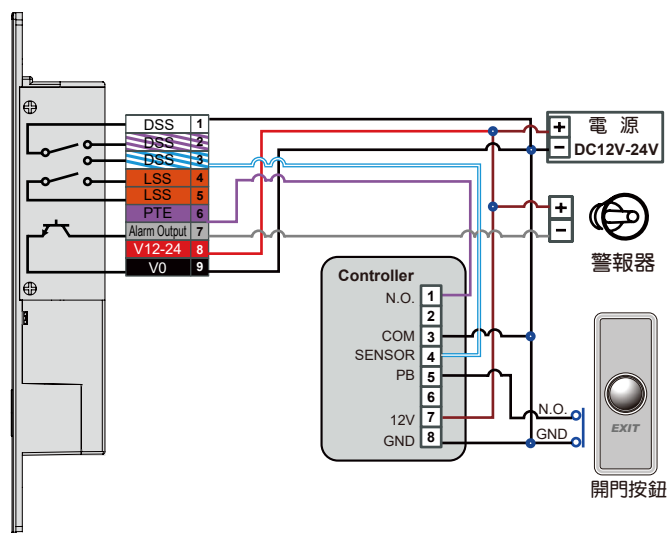 DSS 1
DSS 2
DSS 3
LSS 4
LSS 5
PTE 6
Alarm Output 7
V12-24 8
V0 9
+ 電 源
− DC12V-24V
+
−
警報器
Controller
N.O. 1
2
COM 3
SENSOR 4
PB 5
6
12V 7
GND 8
N.O.
GND
EXIT
開門按鈕